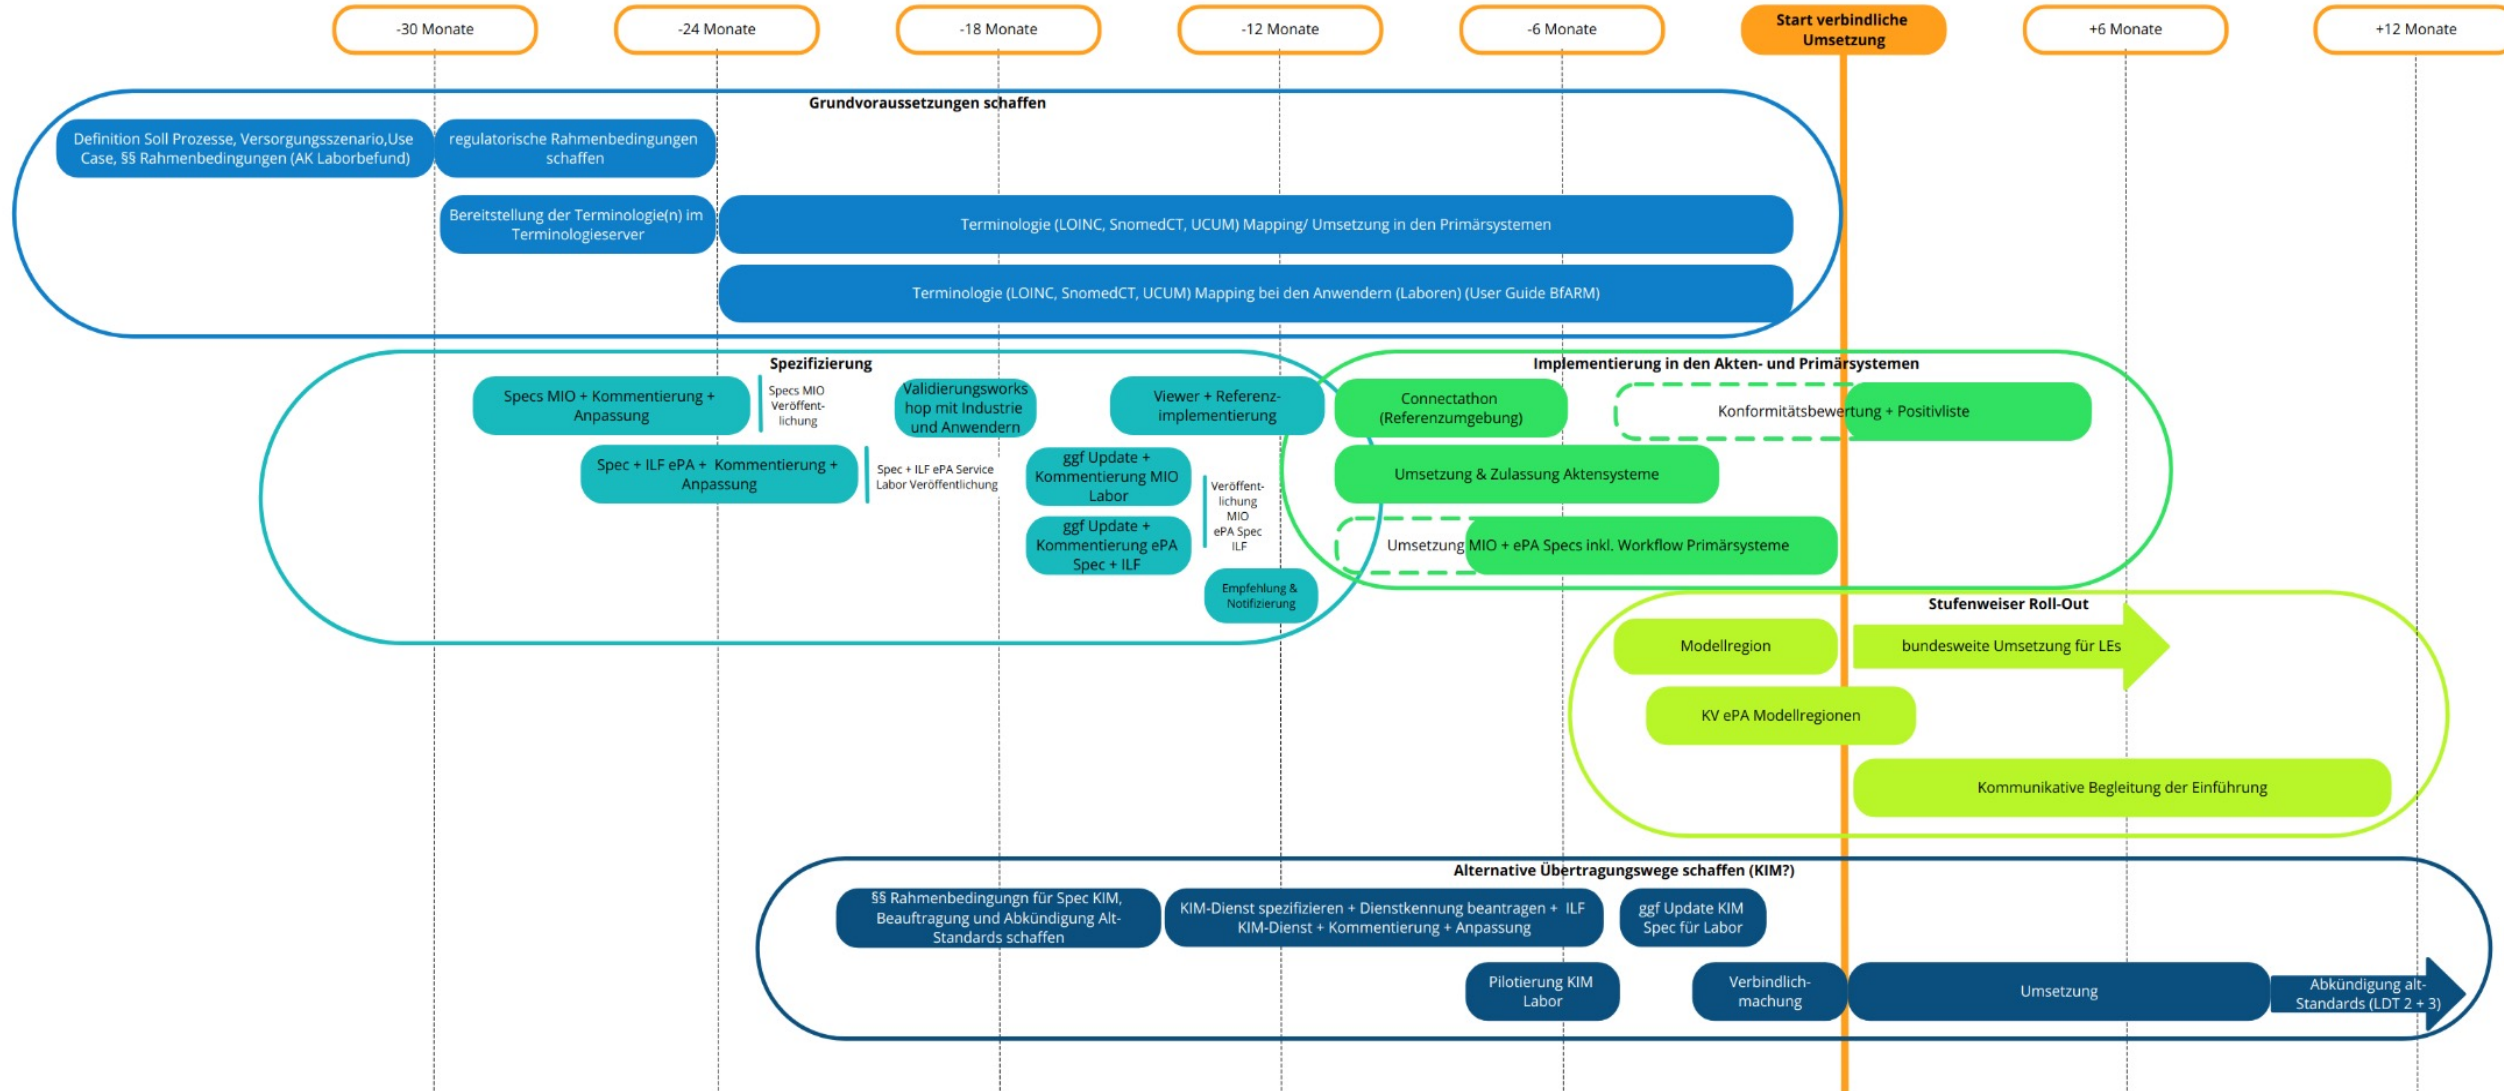 -30 Monate
-24 Monate
-18 Monate
-12 Monate
-6 Monate
Start verbindliche
Umsetzung
+6 Monate
+12 Monate
Grundvoraussetzungen schaffen
Definition Soll Prozesse, Versorgungsszenario,Use
Case, §§ Rahmenbedingungen (AK Laborbefund)
regulatorische Rahmenbedingungen
schaffen
Bereitstellung der Terminologie(n) im
Terminologieserver
Terminologie (LOINC, SnomedCT, UCUM) Mapping/ Umsetzung in den Primärsystemen
Terminologie (LOINC, SnomedCT, UCUM) Mapping bei den Anwendern (Laboren) (User Guide BfARM)
Spezifizierung
Specs MIO + Kommentierung +
Anpassung
Specs MIO
Veröffent-
lichung
Validierungsworks
hop mit Industrie
und Anwendern
Viewer + Referenz-
implementierung
Spec + ILF ePA + Kommentierung +
Anpassung
Spec + ILF ePA Service
Labor Veröffentlichung
ggf Update +
Kommentierung MIO
Labor
ggf Update +
Kommentierung ePA
Spec + ILF
Veröffent-
lichung
MIO
ePA Spec
ILF
Empfehlung &
Notifizierung
Implementierung in den Akten- und Primärsystemen
Connectathon
(Referenzumgebung)
Konformitätsbewertung + Positivliste
Umsetzung & Zulassung Aktensysteme
Umsetzung MIO + ePA Specs inkl. Workflow Primärsysteme
Stufenweiser Roll-Out
Modellregion
bundesweite Umsetzung für LEs
KV ePA Modellregionen
Kommunikative Begleitung der Einführung
Alternative Übertragungswege schaffen (KIM?)
§§ Rahmenbedingungn für Spec KIM,
Beauftragung und Abkündigung Alt-
Standards schaffen
KIM-Dienst spezifizieren + Dienstkennung beantragen + ILF
KIM-Dienst + Kommentierung + Anpassung
ggf Update KIM
Spec für Labor
Pilotierung KIM
Labor
Verbindlich-
machung
Umsetzung
Abkündigung alt-
Standards (LDT 2 + 3)